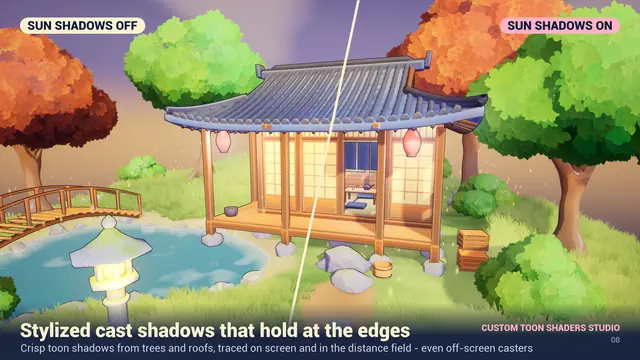 SUN SHADOWS OFF
SUN SHADOWS ON
Stylized cast shadows that hold at the edges
CUSTOM TOON SHADERS STUDIO
Crisp toon shadows from trees and roofs, traced on screen and in the distance field - even off-screen casters
08